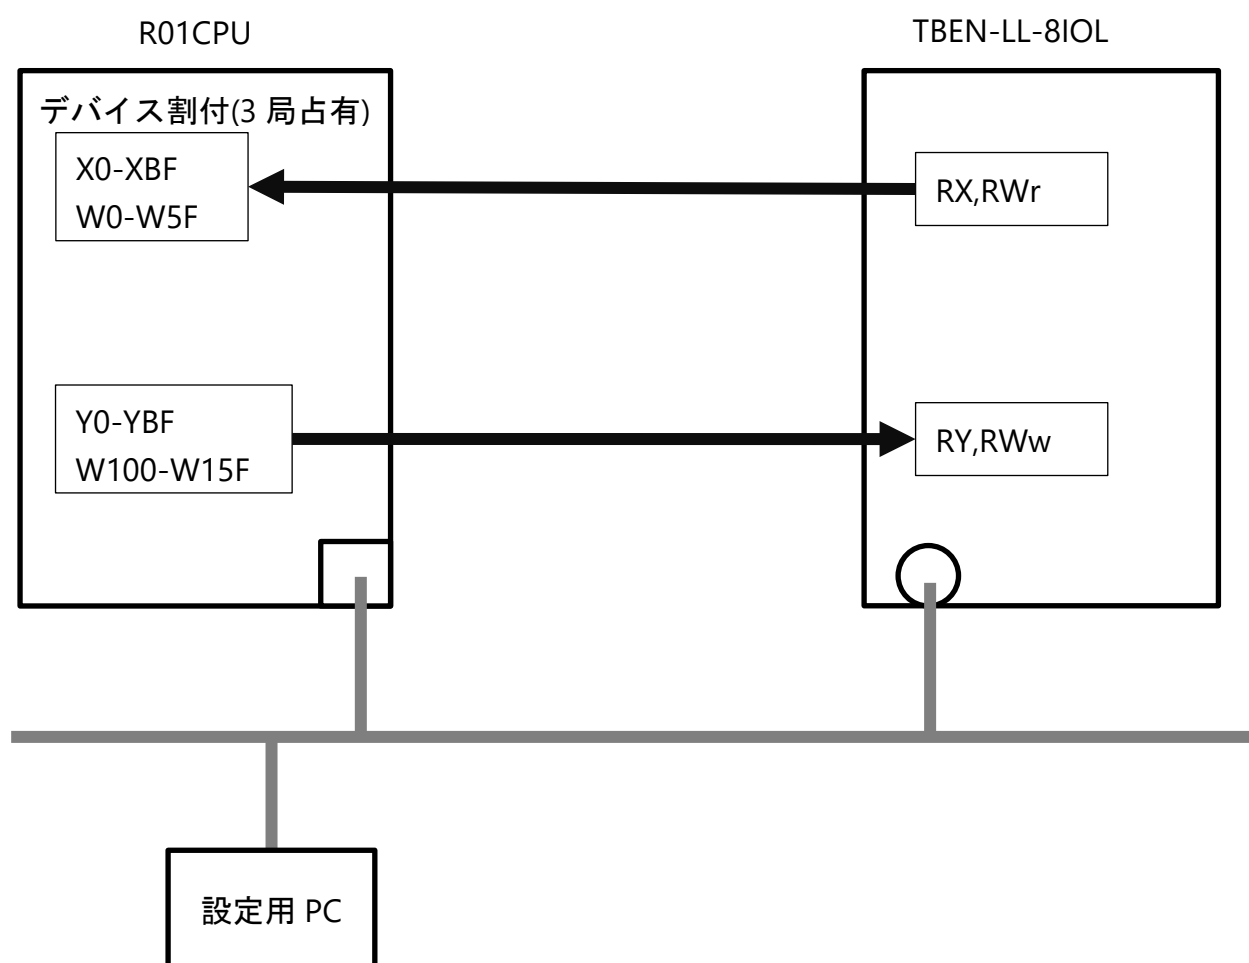 R01CPU
TBEN-LL-8IOL
デバイス割付(3 局占有)
X0-XBF
W0-W5F
RX,RWr
Y0-YBF
W100-W15F
RY,RWw
設定用 PC